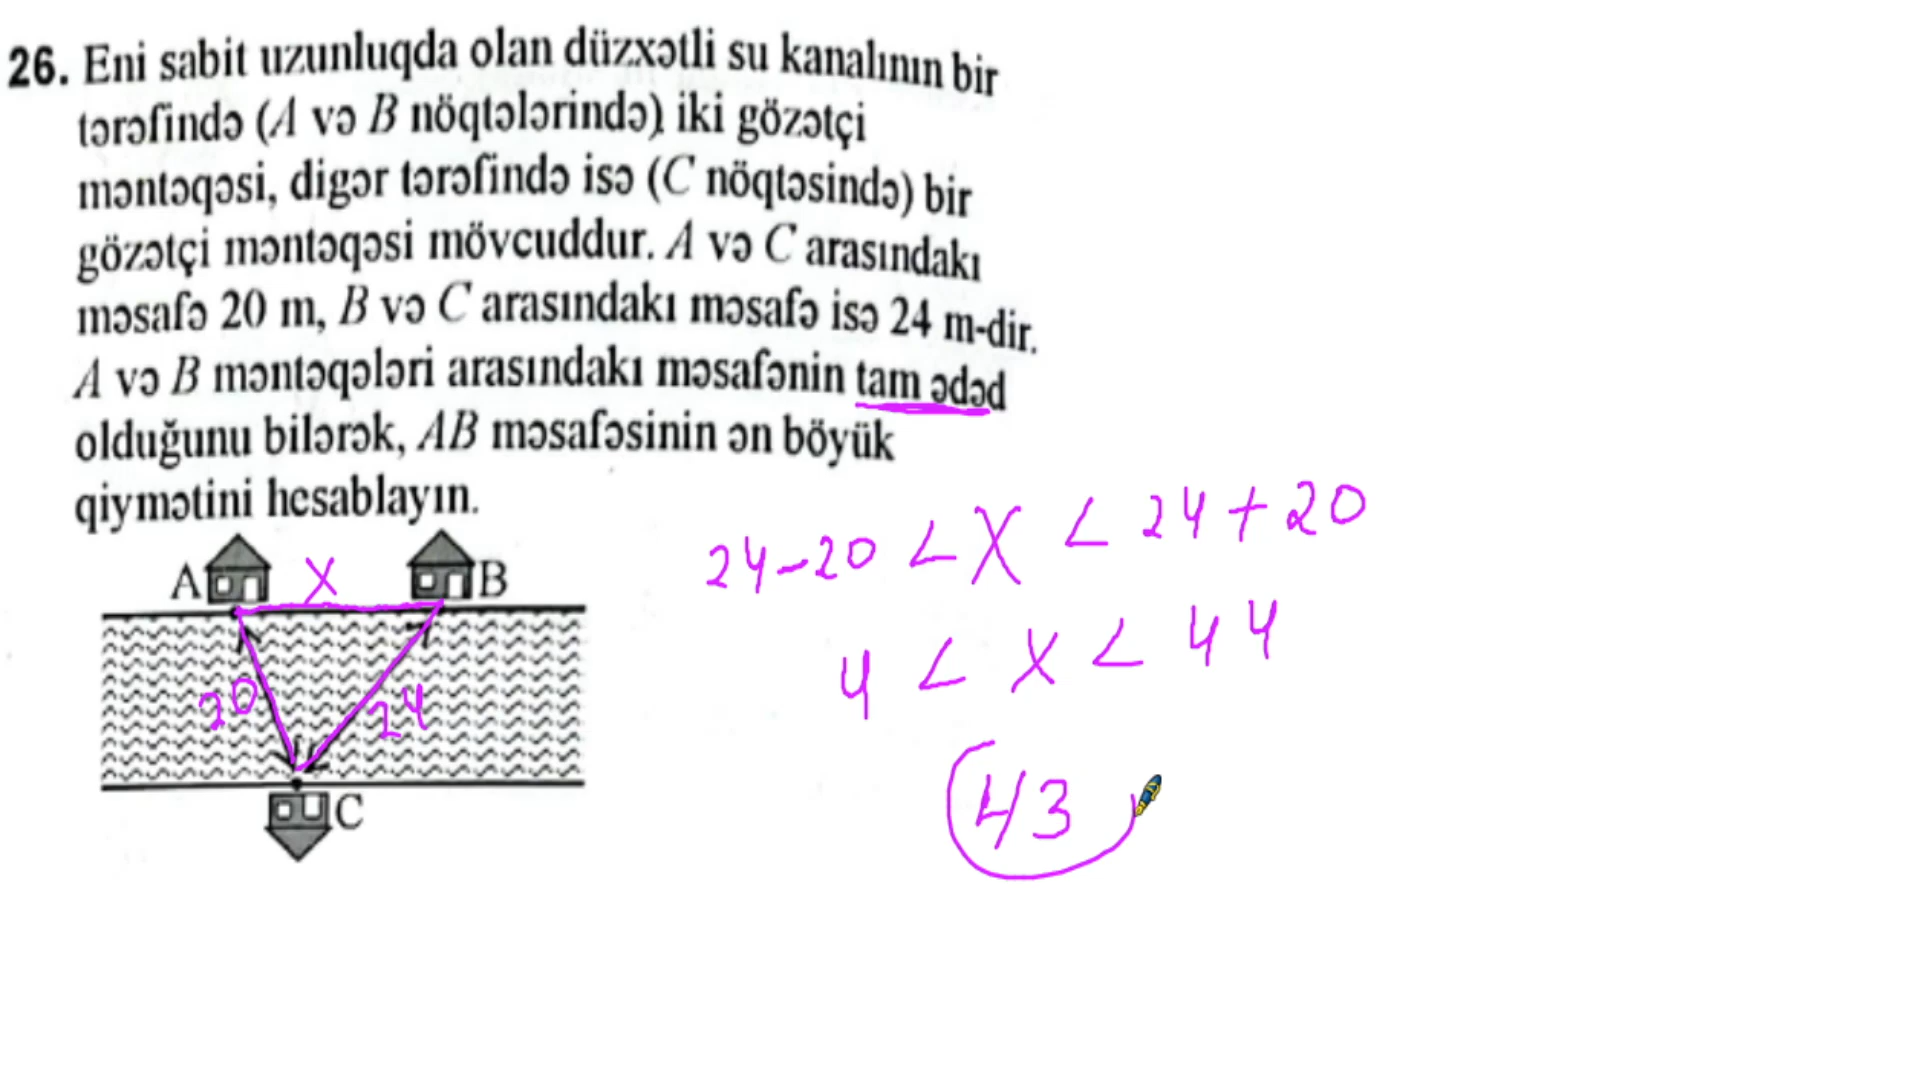 26. Eni sabit uzunluqda olan düzxətli su kanalının bir
tərəfində (A və B nöqtələrində) iki gözətçi
məntəqəsi, digər tərəfində isə (C nöqtəsində) bir
gözətçi məntəqəsi mövcuddur. A və C arasındakı
məsafə 20 m, B və C arasındakı məsafə isə 24 m-dir.
A və B məntəqələri arasındakı məsafənin tam ədəd
olduğunu bilərək, AB məsafəsinin ən böyük
qiymətini hesablayın.
A X B
20 24
C
24-20 < X < 24+20
4 < x < 44
43